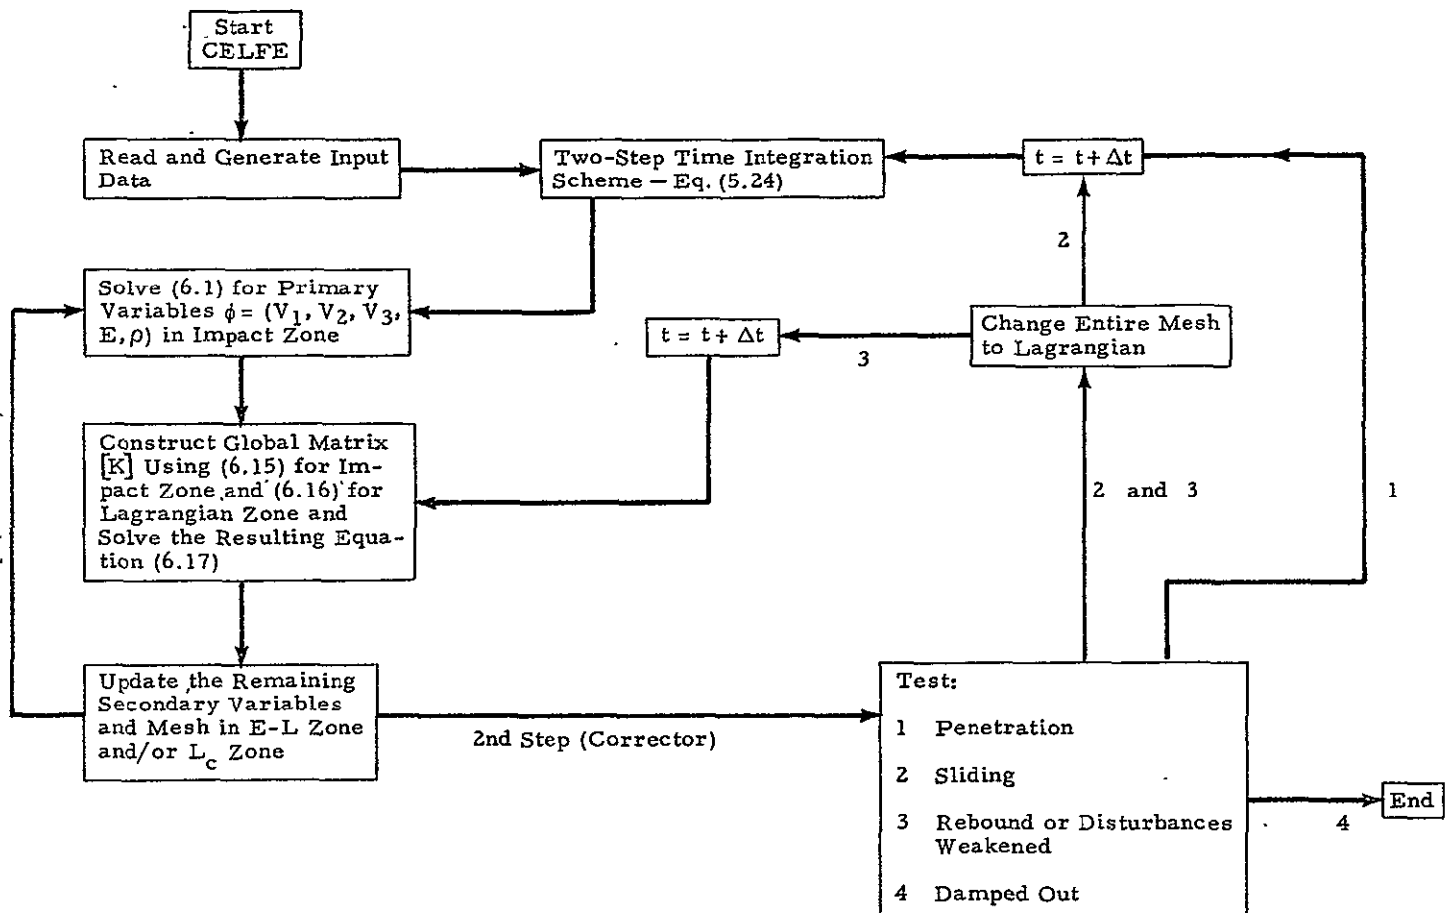 Start
CELFE
Read and Generate Input
Data
Two-Step Time Integration
Scheme — Eq. (5.24)
t = t + Δt
2
Solve (6.1) for Primary
Variables ϕ = (V₁, V₂, V₃,
E, ρ) in Impact Zone
t = t + Δt
3
Change Entire Mesh
to Lagrangian
Construct Global Matrix
[K] Using (6.15) for Im-
pact Zone and (6.16) for
Lagrangian Zone and
Solve the Resulting Equa-
tion (6.17)
2 and 3
1
Update the Remaining
Secondary Variables
and Mesh in E-L Zone
and/or L_c Zone
2nd Step (Corrector)
Test:
1 Penetration
2 Sliding
3 Rebound or Disturbances
Weakened
4 Damped Out
4
End